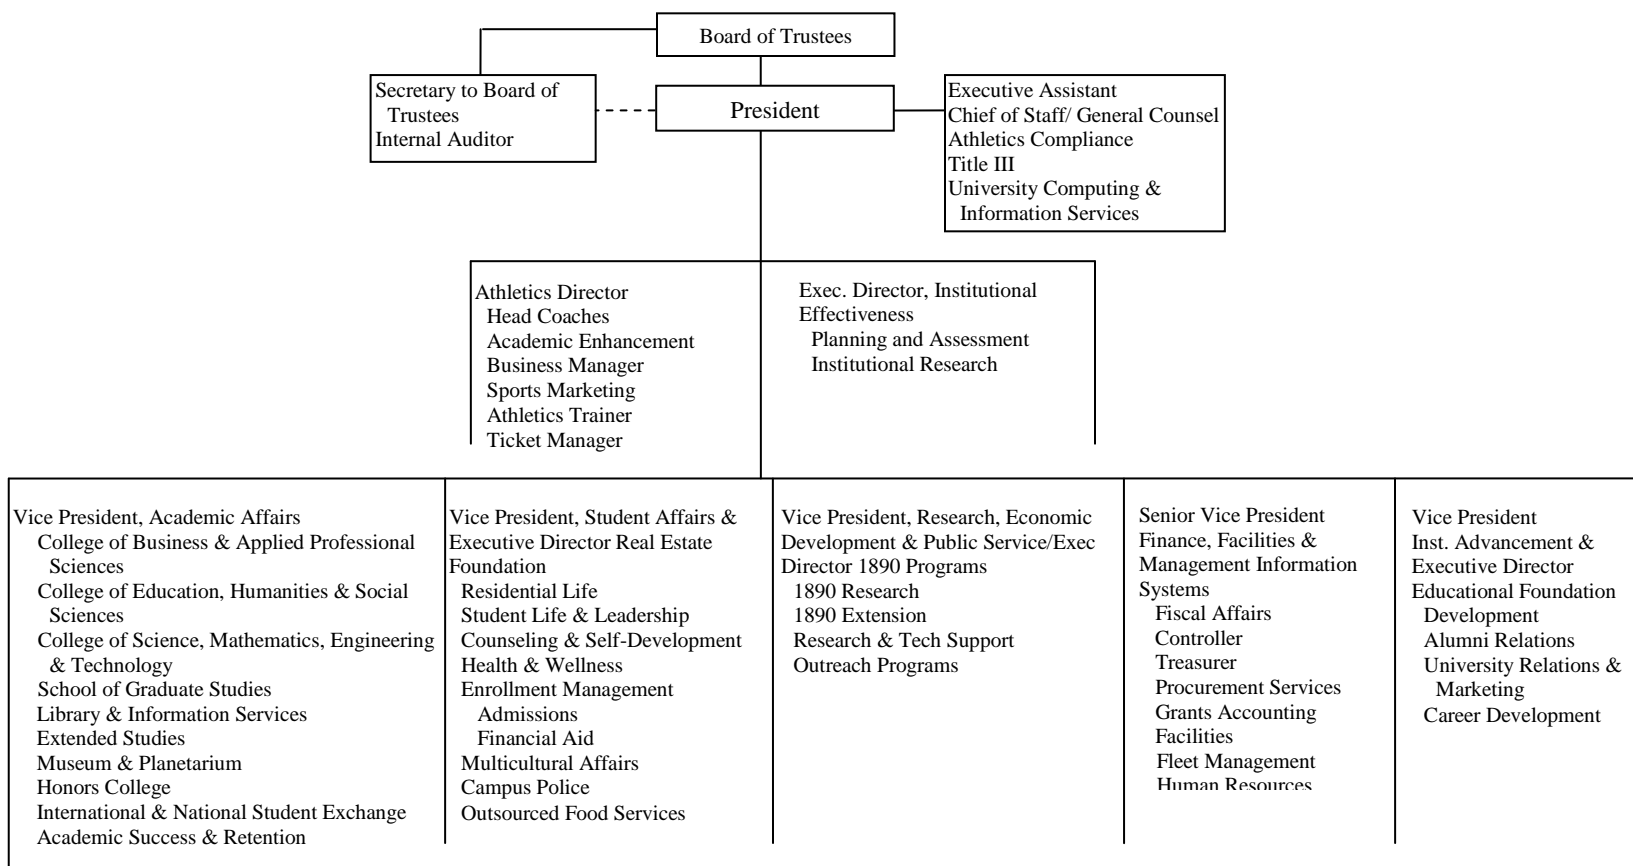 Board of Trustees
Secretary to Board of
Trustees
Internal Auditor
President
Executive Assistant
Chief of Staff/ General Counsel
Athletics Compliance
Title III
University Computing &
Information Services
Athletics Director
Head Coaches
Academic Enhancement
Business Manager
Sports Marketing
Athletics Trainer
Ticket Manager
Exec. Director, Institutional
Effectiveness
Planning and Assessment
Institutional Research
Vice President, Academic Affairs
College of Business & Applied Professional
Sciences
College of Education, Humanities & Social
Sciences
College of Science, Mathematics, Engineering
& Technology
School of Graduate Studies
Library & Information Services
Extended Studies
Museum & Planetarium
Honors College
International & National Student Exchange
Academic Success & Retention
Vice President, Student Affairs &
Executive Director Real Estate
Foundation
Residential Life
Student Life & Leadership
Counseling & Self-Development
Health & Wellness
Enrollment Management
Admissions
Financial Aid
Multicultural Affairs
Campus Police
Outsourced Food Services
Vice President, Research, Economic
Development & Public Service/Exec
Director 1890 Programs
1890 Research
1890 Extension
Research & Tech Support
Outreach Programs
Senior Vice President
Finance, Facilities &
Management Information
Systems
Fiscal Affairs
Controller
Treasurer
Procurement Services
Grants Accounting
Facilities
Fleet Management
Human Resources
Vice President
Inst. Advancement &
Executive Director
Educational Foundation
Development
Alumni Relations
University Relations &
Marketing
Career Development